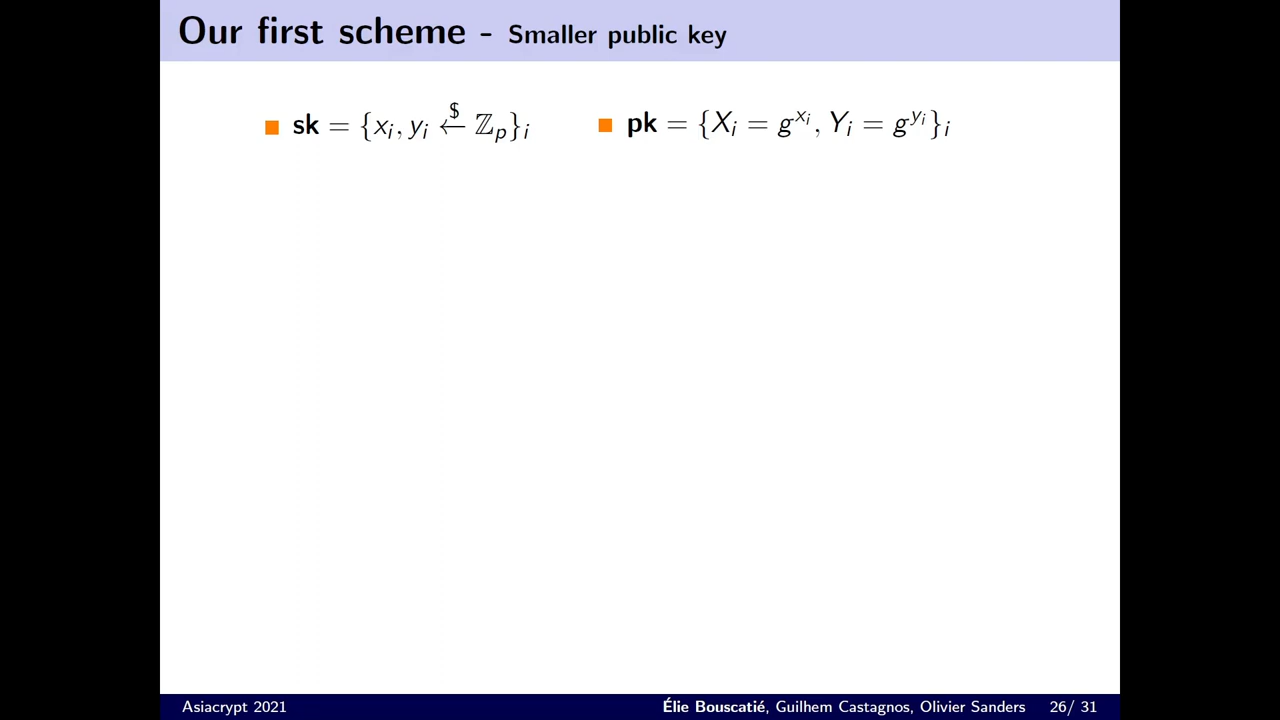 Our first scheme - Smaller public key
sk = {x_i, y_i ←$ ℤ_p}_i
pk = {X_i = g^{x_i}, Y_i = g^{y_i}}_i
Asiacrypt 2021
Élie Bouscatié, Guilhem Castagnos, Olivier Sanders
26/ 31